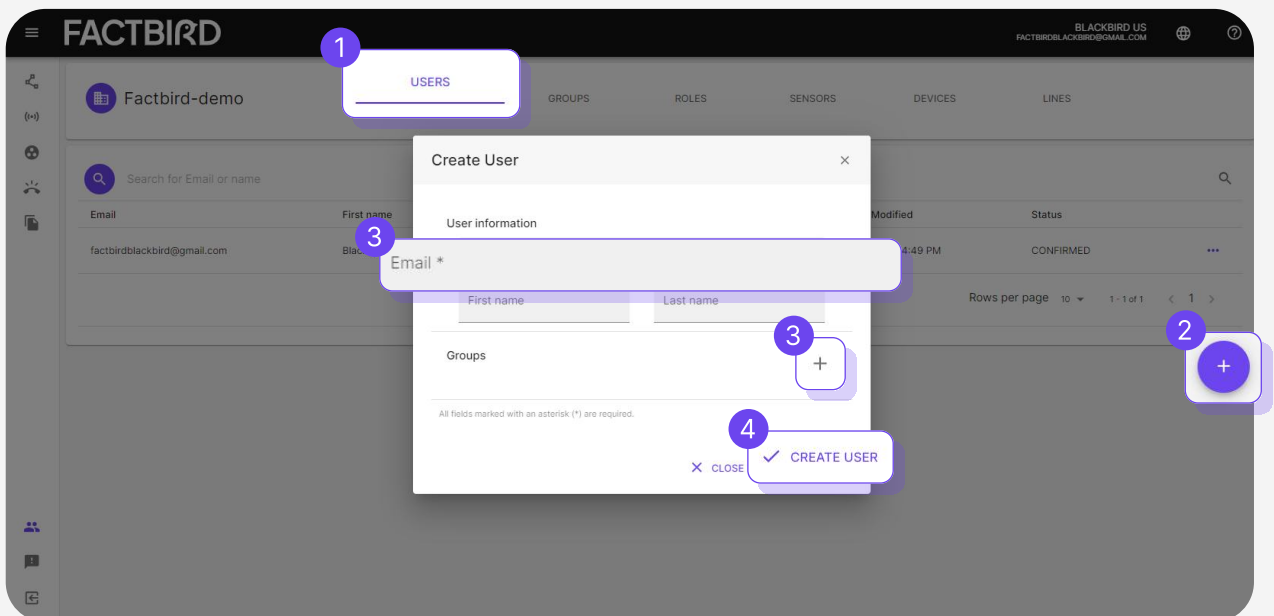 FACTBIRD
BLACKBIRD US
FACTBIRDBLACKBIRD@GMAIL.COM
1
USERS
Factbird-demo
GROUPS
ROLES
SENSORS
DEVICES
LINES
Create User
Search for Email or name
Email
First name
Modified
Status
User information
factbirdblackbird@gmail.com
4:49 PM
CONFIRMED
3
Email *
First name
Last name
Rows per page
10
1 - 1 of 1
1
2
3
Groups
All fields marked with an asterisk (*) are required.
4
CLOSE
CREATE USER